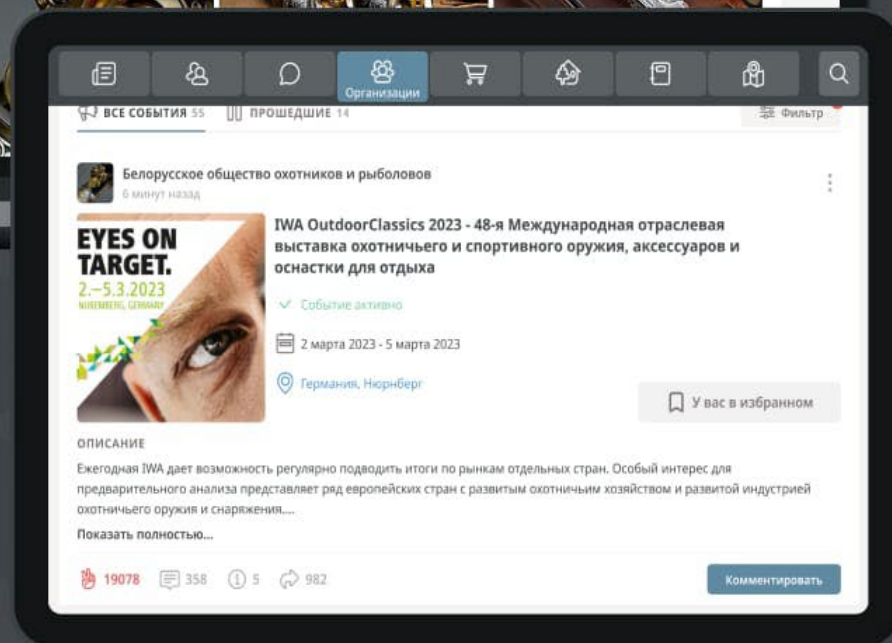 Организации
ВСЕ СОБЫТИЯ 55
ПРОШЕДШИЕ 14
Фильтр
Белорусское общество охотников и рыболовов
6 минут назад
EYES ON
TARGET.
2.–5.3.2023
NUREMBERG, GERMANY
IWA OutdoorClassics 2023 - 48-я Международная отраслевая
выставка охотничьего и спортивного оружия, аксессуаров и
оснастки для отдыха
Событие активно
2 марта 2023 - 5 марта 2023
Германия, Нюрнберг
У вас в избранном
ОПИСАНИЕ
Ежегодная IWA дает возможность регулярно подводить итоги по рынкам отдельных стран. Особый интерес для
предварительного анализа представляет ряд европейских стран с развитым охотничьим хозяйством и развитой индустрией
охотничьего оружия и снаряжения....
Показать полностью...
19078 358 5 982
Комментировать